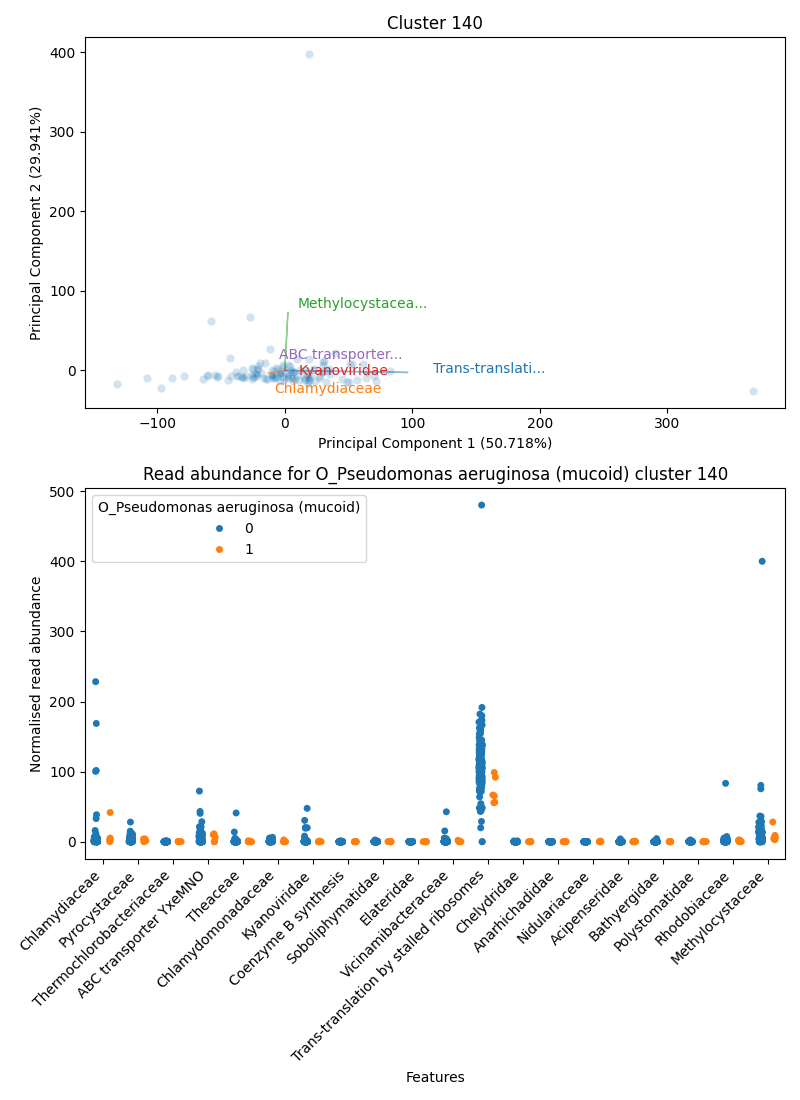 Cluster 140
Principal Component 2 (29.941%)
400
300
200
100
0
Methylocystacea...
ABC transporter...
Kyanoviridae
Trans-translati...
Chlamydiaceae
−100
0
100
200
300
Principal Component 1 (50.718%)
Read abundance for O_Pseudomonas aeruginosa (mucoid) cluster 140
Normalised read abundance
500
400
300
200
100
0
O_Pseudomonas aeruginosa (mucoid)
0
1
Chlamydiaceae
Pyrocystaceae
Thermochlorobacteriaceae
ABC transporter YxeMNO
Theaceae
Chlamydomonadaceae
Kyanoviridae
Coenzyme B synthesis
Soboliphymatidae
Elateridae
Vicinamibacteraceae
Trans-translation by stalled ribosomes
Chelydridae
Anarhichadidae
Nidulariaceae
Acipenseridae
Bathyergidae
Polystomatidae
Rhodobiaceae
Methylocystaceae
Features